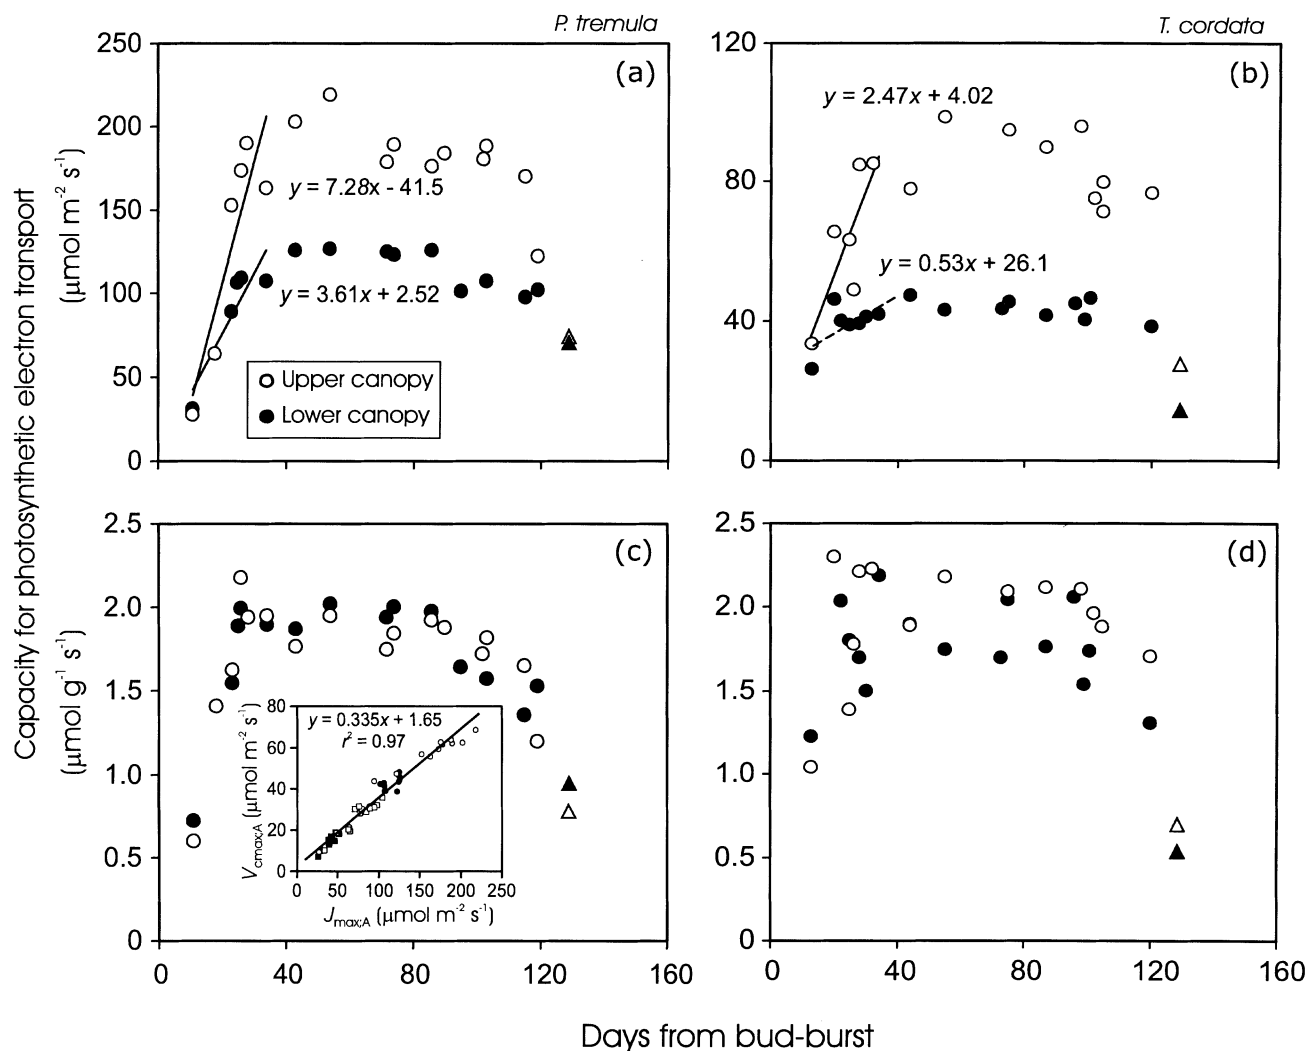 P. tremula
T. cordata
250
200
150
100
50
0
(a)
y = 7.28x - 41.5
y = 3.61x + 2.52
Upper canopy
Lower canopy
120
80
40
0
(b)
y = 2.47x + 4.02
y = 0.53x + 26.1
Capacity for photosynthetic electron transport
(μmol m⁻² s⁻¹)
(μmol g⁻¹ s⁻¹)
2.5
2.0
1.5
1.0
0.5
0
(c)
80
60
40
20
0
y = 0.335x + 1.65
r² = 0.97
Vcmax;A (μmol m⁻² s⁻¹)
0 50 100 150 200 250
Jmax;A (μmol m⁻² s⁻¹)
0 40 80 120 160
2.5
2.0
1.5
1.0
0.5
0
(d)
0 40 80 120 160
Days from bud-burst